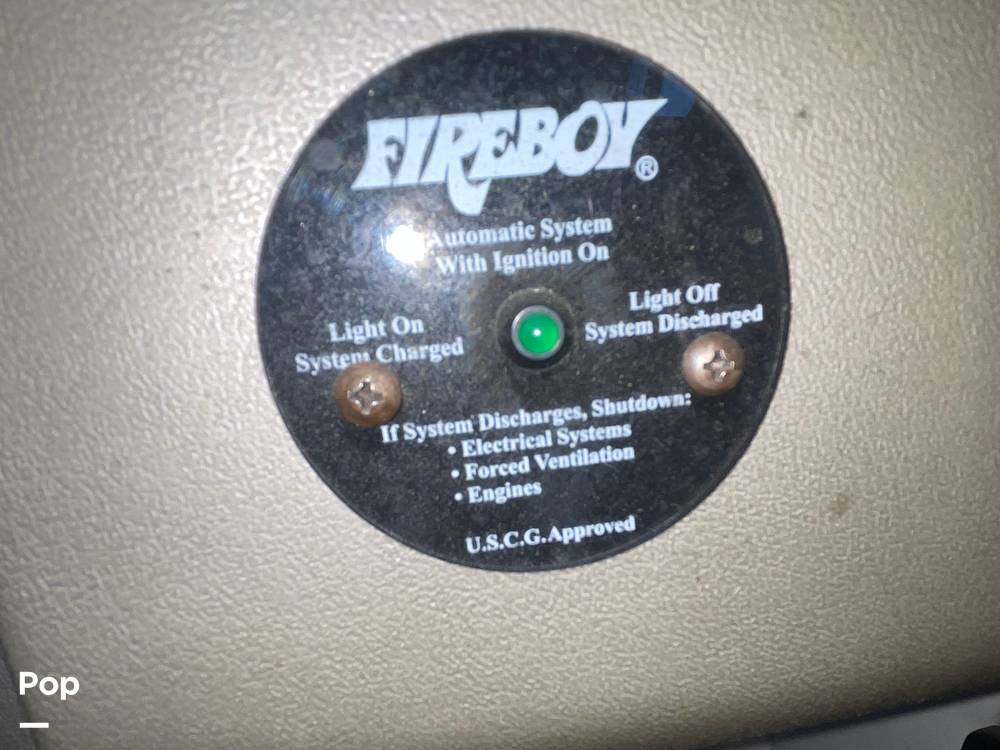 FIREBOY®
Automatic System
With Ignition On
Light On
System Charged
Light Off
System Discharged
If System Discharges, Shutdown:
• Electrical Systems
• Forced Ventilation
• Engines
U.S.C.G.Approved
Pop